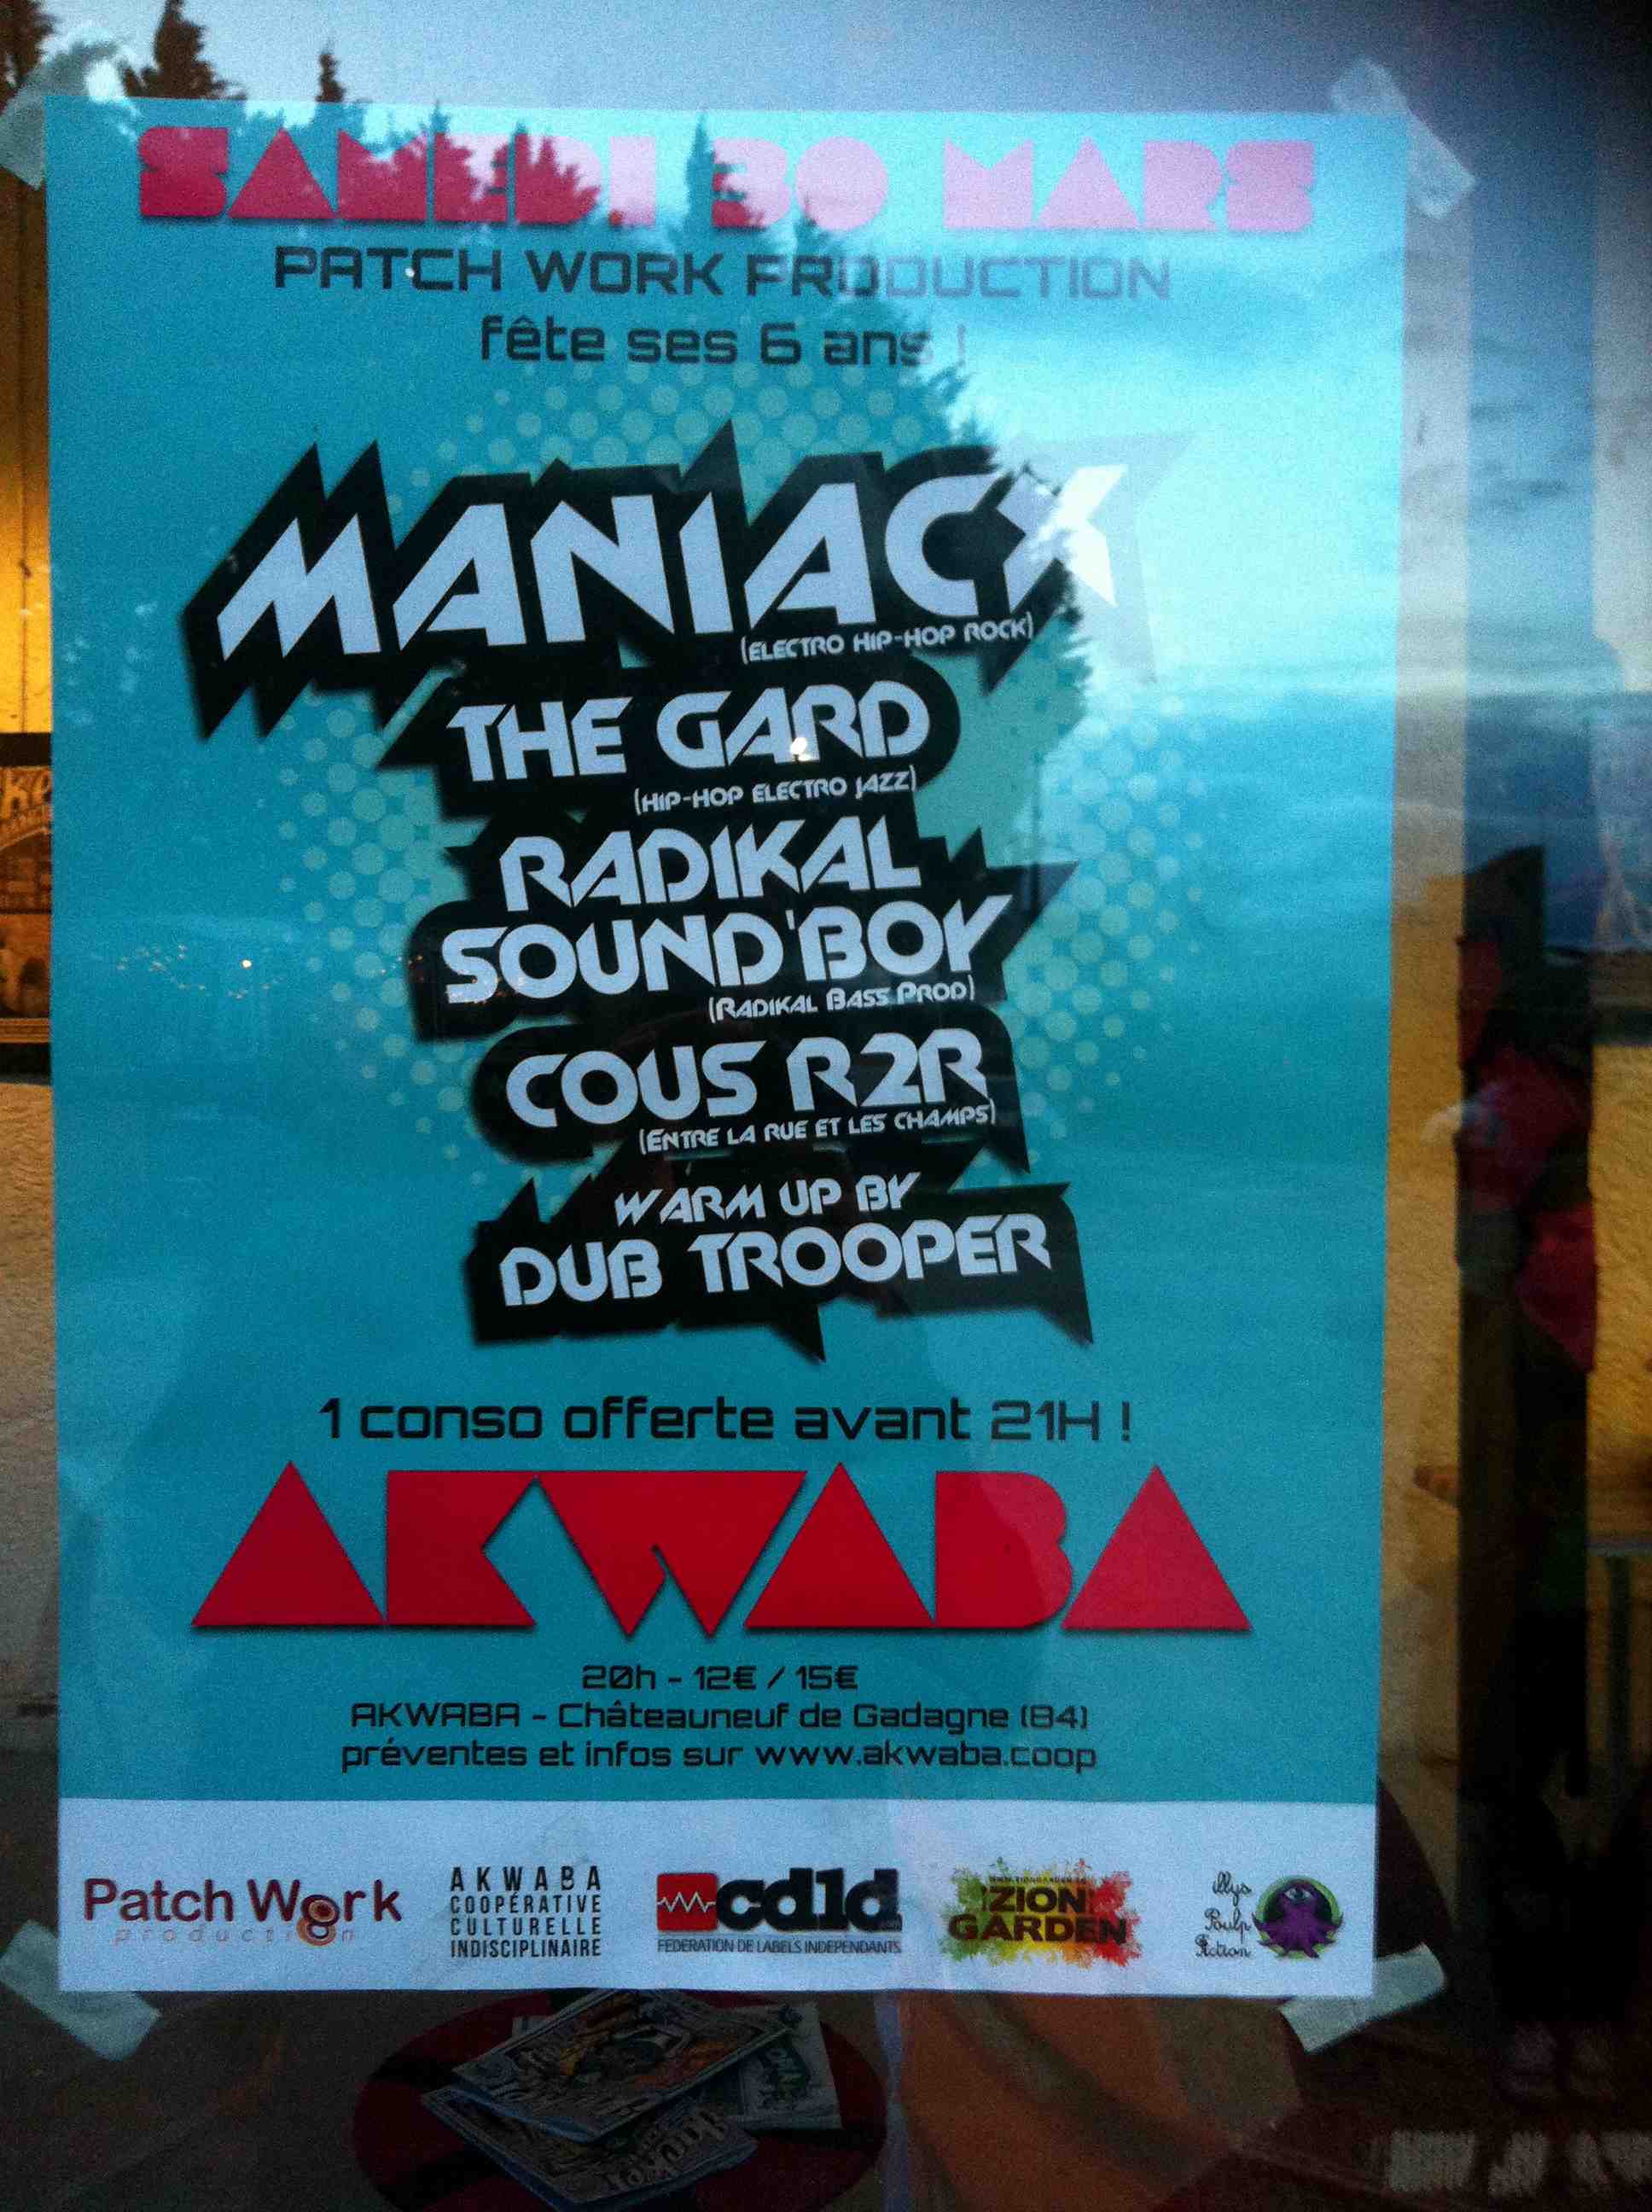 SAMEDI 30 MARS
PATCH WORK PRODUCTION
fête ses 6 ans !
MANIACX
(ELECTRO HIP-HOP ROCK)
THE GARD
(HIP-HOP ELECTRO JAZZ)
RADIKAL
SOUND'BOY
(RADIKAL BASS PROD)
COUS R2R
(ENTRE LA RUE ET LES CHAMPS)
WARM UP BY
DUB TROOPER
1 conso offerte avant 21H !
AKWABA
20h - 12€ / 15€
AKWABA - Châteauneuf de Gadagne (84)
préventes et infos sur www.akwaba.coop
Patch Work
production
AKWABA
COOPÉRATIVE
CULTURELLE
INDISCIPLINAIRE
cd1d
FEDERATION DE LABELS INDEPENDANTS
ZION
GARDEN
illys
Poulp
Fiction